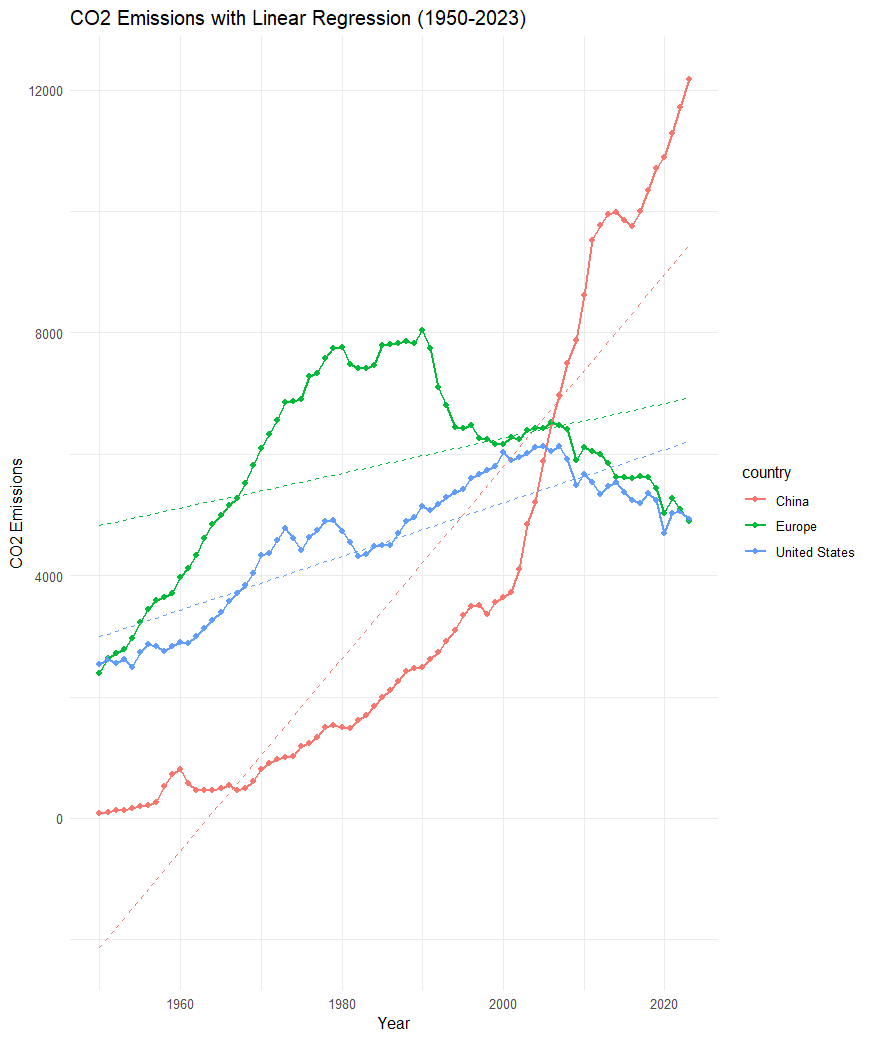 CO2 Emissions with Linear Regression (1950-2023)
CO2 Emissions
12000
8000
4000
0
1960 1980 2000 2020
Year
country
China
Europe
United States